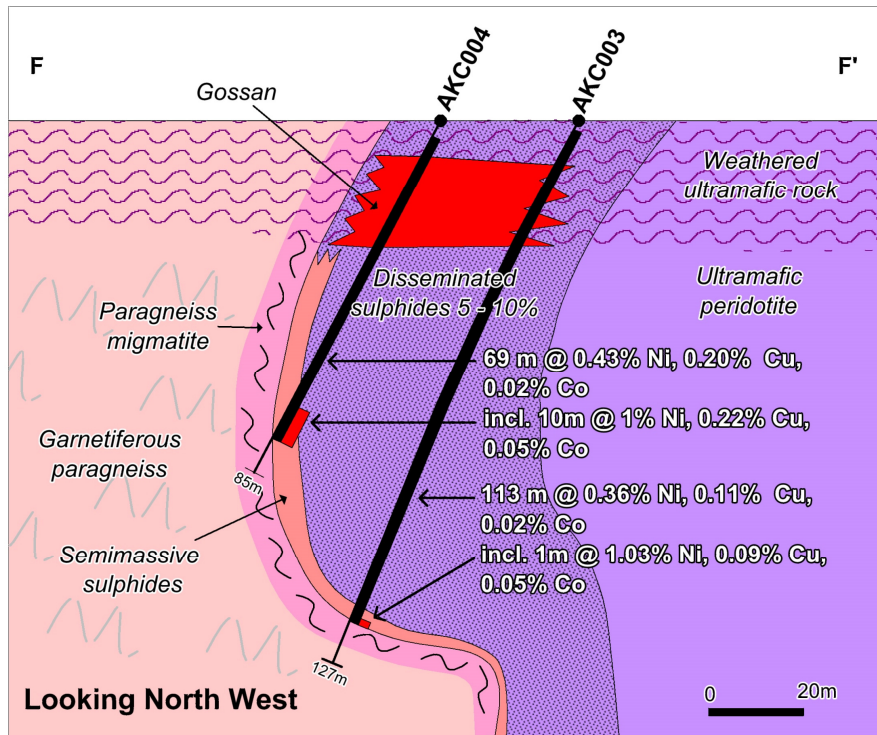 F
AKC004
AKC003
F'
Gossan
Weathered
ultramafic rock
Disseminated
sulphides 5 - 10%
Ultramafic
peridotite
Paragneiss
migmatite
69 m @ 0.43% Ni, 0.20% Cu,
0.02% Co
incl. 10m @ 1% Ni, 0.22% Cu,
0.05% Co
Garnetiferous
paragneiss
85m
113 m @ 0.36% Ni, 0.11% Cu,
0.02% Co
Semimassive
sulphides
incl. 1m @ 1.03% Ni, 0.09% Cu,
0.05% Co
127m
Looking North West
0
20m